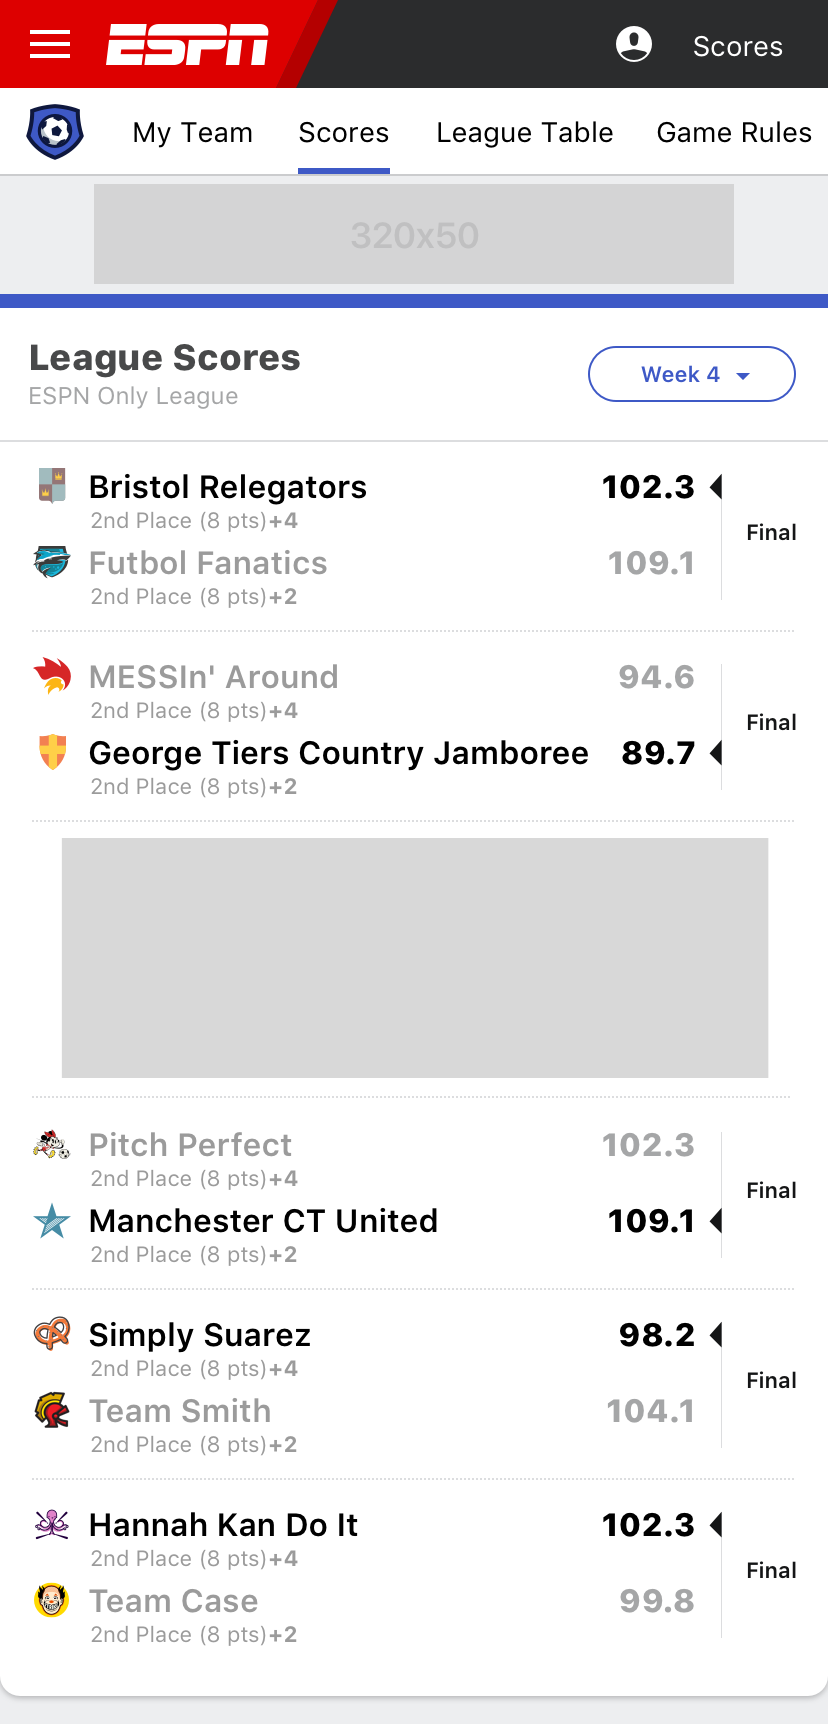 ESPN
Scores
My Team Scores League Table Game Rules
320x50
League Scores
ESPN Only League
Week 4
Bristol Relegators 102.3
2nd Place (8 pts)+4
Final
Futbol Fanatics 109.1
2nd Place (8 pts)+2
MESSIn' Around 94.6
2nd Place (8 pts)+4
Final
George Tiers Country Jamboree 89.7
2nd Place (8 pts)+2
Pitch Perfect 102.3
2nd Place (8 pts)+4
Final
Manchester CT United 109.1
2nd Place (8 pts)+2
Simply Suarez 98.2
2nd Place (8 pts)+4
Final
Team Smith 104.1
2nd Place (8 pts)+2
Hannah Kan Do It 102.3
2nd Place (8 pts)+4
Final
Team Case 99.8
2nd Place (8 pts)+2